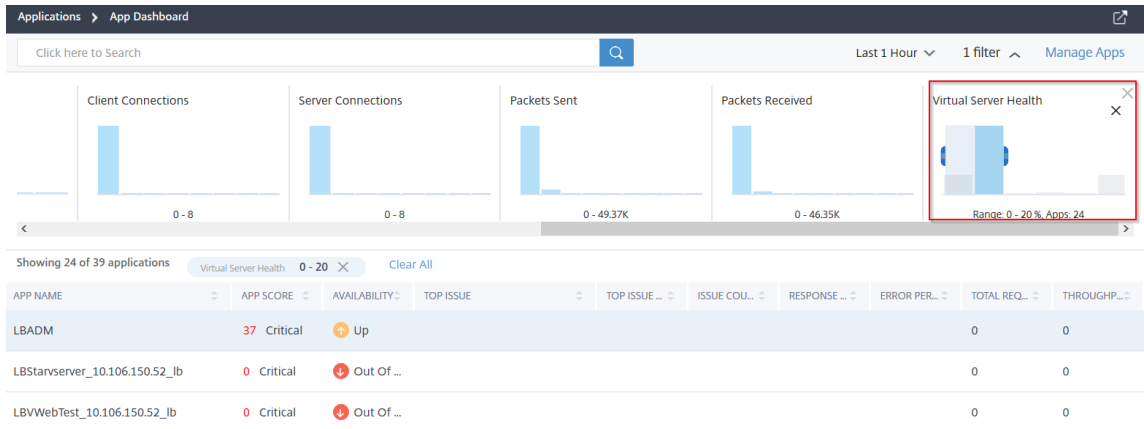 Applications > App Dashboard
Click here to Search
Last 1 Hour
1 filter
Manage Apps
Client Connections
Server Connections
Packets Sent
Packets Received
Virtual Server Health
0 - 8
0 - 8
0 - 49.37K
0 - 46.35K
Range: 0 - 20 %, Apps: 24
Showing 24 of 39 applications
Virtual Server Health 0 - 20
Clear All
APP NAME APP SCORE AVAILABILITY TOP ISSUE TOP ISSUE ... ISSUE COU... RESPONSE ... ERROR PER... TOTAL REQ... THROUGHP...
LBADM 37 Critical Up 0 0
LBStarvserver_10.106.150.52_lb 0 Critical Out Of ... 0 0
LBVWebTest_10.106.150.52_lb 0 Critical Out Of ... 0 0